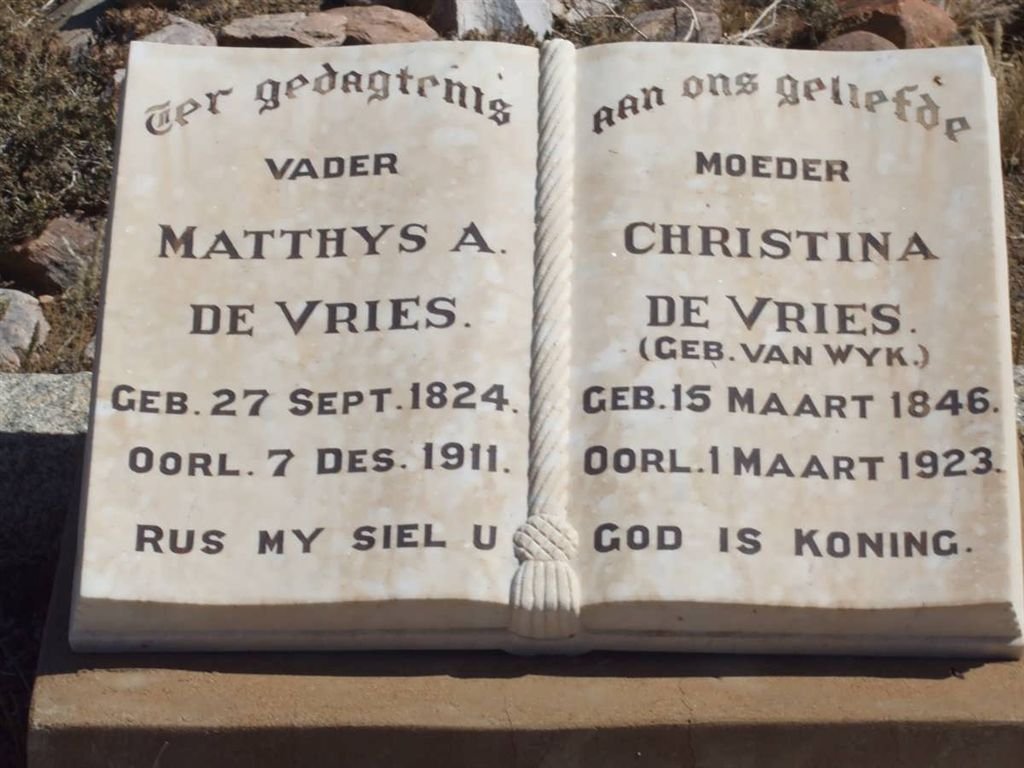 Ter gedagtenis
VADER
MATTHYS A.
DE VRIES.
GEB. 27 SEPT. 1824.
OORL. 7 DES. 1911.
RUS MY SIEL U
aan ons geliefde
MOEDER
CHRISTINA
DE VRIES.
(GEB. VAN WYK.)
GEB. 15 MAART 1846.
OORL. 1 MAART 1923.
GOD IS KONING.